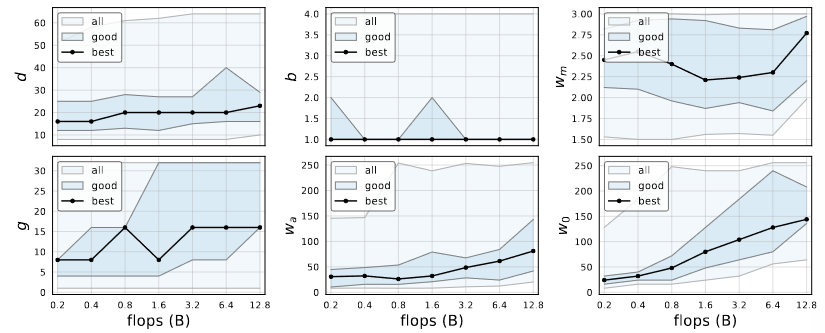 d
60
50
40
30
20
10
all
good
best
b
4.0
3.5
3.0
2.5
2.0
1.5
1.0
all
good
best
w_m
3.00
2.75
2.50
2.25
2.00
1.75
1.50
all
good
best
g
30
25
20
15
10
5
0
all
good
best
0.2 0.4 0.8 1.6 3.2 6.4 12.8
flops (B)
w_a
250
200
150
100
50
0
all
good
best
0.2 0.4 0.8 1.6 3.2 6.4 12.8
flops (B)
w_0
250
200
150
100
50
0
all
good
best
0.2 0.4 0.8 1.6 3.2 6.4 12.8
flops (B)